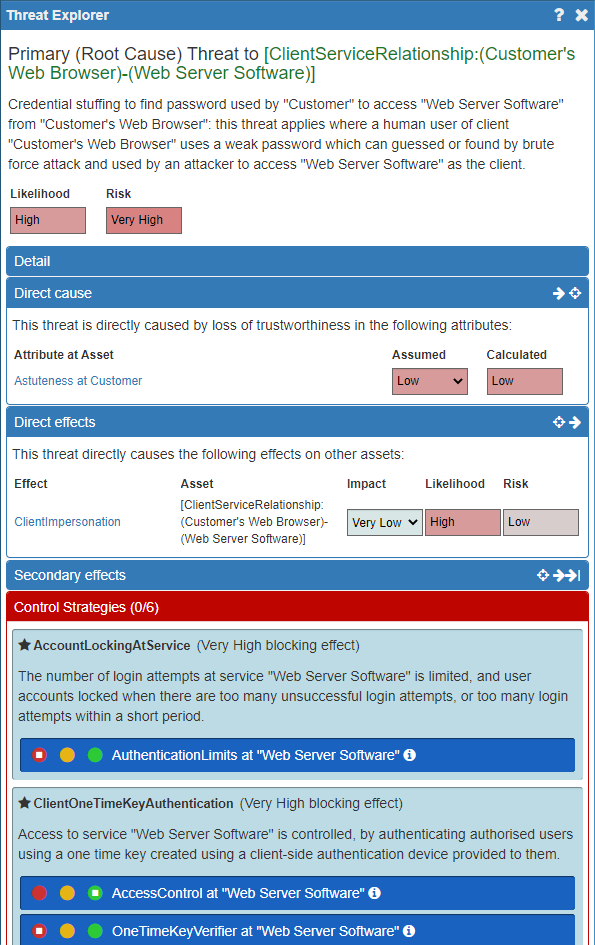 Threat Explorer
Primary (Root Cause) Threat to [ClientServiceRelationship:(Customer's
Web Browser)-(Web Server Software)]
Credential stuffing to find password used by "Customer" to access "Web Server Software"
from "Customer's Web Browser": this threat applies where a human user of client
"Customer's Web Browser" uses a weak password which can guessed or found by brute
force attack and used by an attacker to access "Web Server Software" as the client.
Likelihood Risk
High Very High
Detail
Direct cause
This threat is directly caused by loss of trustworthiness in the following attributes:
Attribute at Asset Assumed Calculated
Astuteness at Customer Low Low
Direct effects
This threat directly causes the following effects on other assets:
Effect Asset Impact Likelihood Risk
[ClientServiceRelationship:
ClientImpersonation (Customer's Web Browser)- Very Low High Low
(Web Server Software)]
Secondary effects
Control Strategies (0/6)
AccountLockingAtService (Very High blocking effect)
The number of login attempts at service "Web Server Software" is limited, and user
accounts locked when there are too many unsuccessful login attempts, or too many login
attempts within a short period.
AuthenticationLimits at "Web Server Software"
ClientOneTimeKeyAuthentication (Very High blocking effect)
Access to service "Web Server Software" is controlled, by authenticating authorised users
using a one time key created using a client-side authentication device provided to them.
AccessControl at "Web Server Software"
OneTimeKeyVerifier at "Web Server Software"